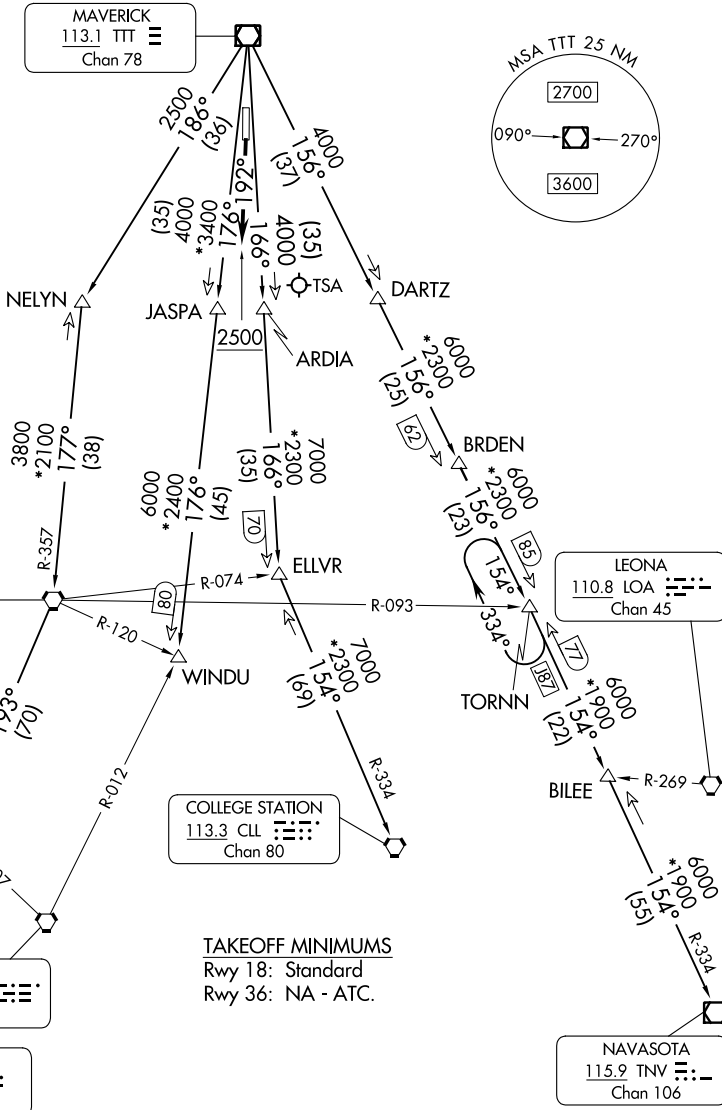 MAVERICK
113.1 TTT
Chan 78
MSA TTT 25 NM
2700
090°
270°
3600
2500
186°
(36)
(35)
4000
*3400
176°
192°
(35)
4000
166°
4000
156°
(37)
NELYN
JASPA
2500
TSA
ARDIA
DARTZ
3800
*2100
177°
(38)
6000
*2400
176°
(45)
7000
*2300
166°
(35)
6000
*2300
156°
(25)
62
BRDEN
6000
*2300
156°
(23)
R-357
70
ELLVR
85
154°
334°
LEONA
110.8 LOA
Chan 45
R-074
80
R-093
R-120
WINDU
77
J87
TORNN
193°
(70)
7000
*2300
154°
(69)
6000
*1900
154°
(22)
R-012
R-334
BILEE
R-269
COLLEGE STATION
113.3 CLL
Chan 80
6000
*1900
154°
(55)
R-334
TAKEOFF MINIMUMS
Rwy 18: Standard
Rwy 36: NA - ATC.
NAVASOTA
115.9 TNV
Chan 106